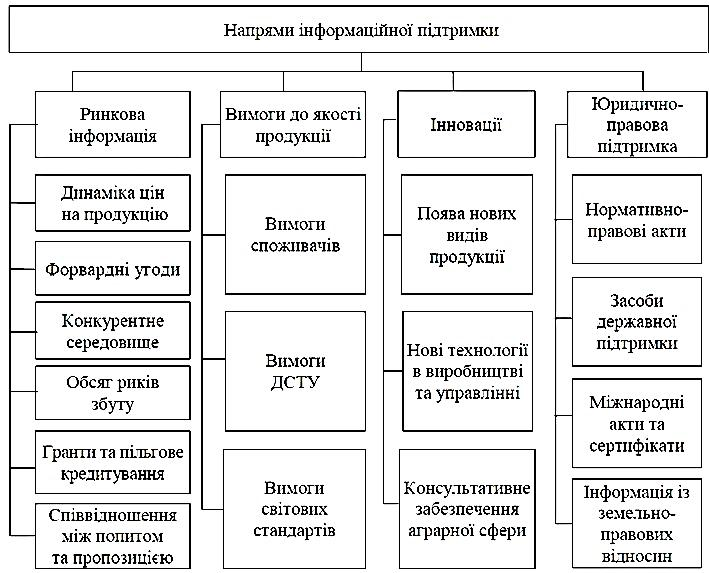 Напрями інформаційної підтримки
Ринкова
інформація
Динаміка цін
на продукцію
Форвардні угоди
Конкурентне
середовище
Обсяг риків
збуту
Гранти та пільгове
кредитування
Співвідношення
між попитом
та пропозицією
Вимоги до якості
продукції
Вимоги
споживачів
Вимоги
ДСТУ
Вимоги
світових
стандартів
Інновації
Поява нових
видів
продукції
Нові технології
в виробництві
та управлінні
Консультативне
забезпечення
аграрної сфери
Юридично-
правова
підтримка
Нормативно-
правові акти
Засоби
державної
підтримки
Міжнародні
акти та
сертифікати
Інформація із
земельно-
правових
відносин